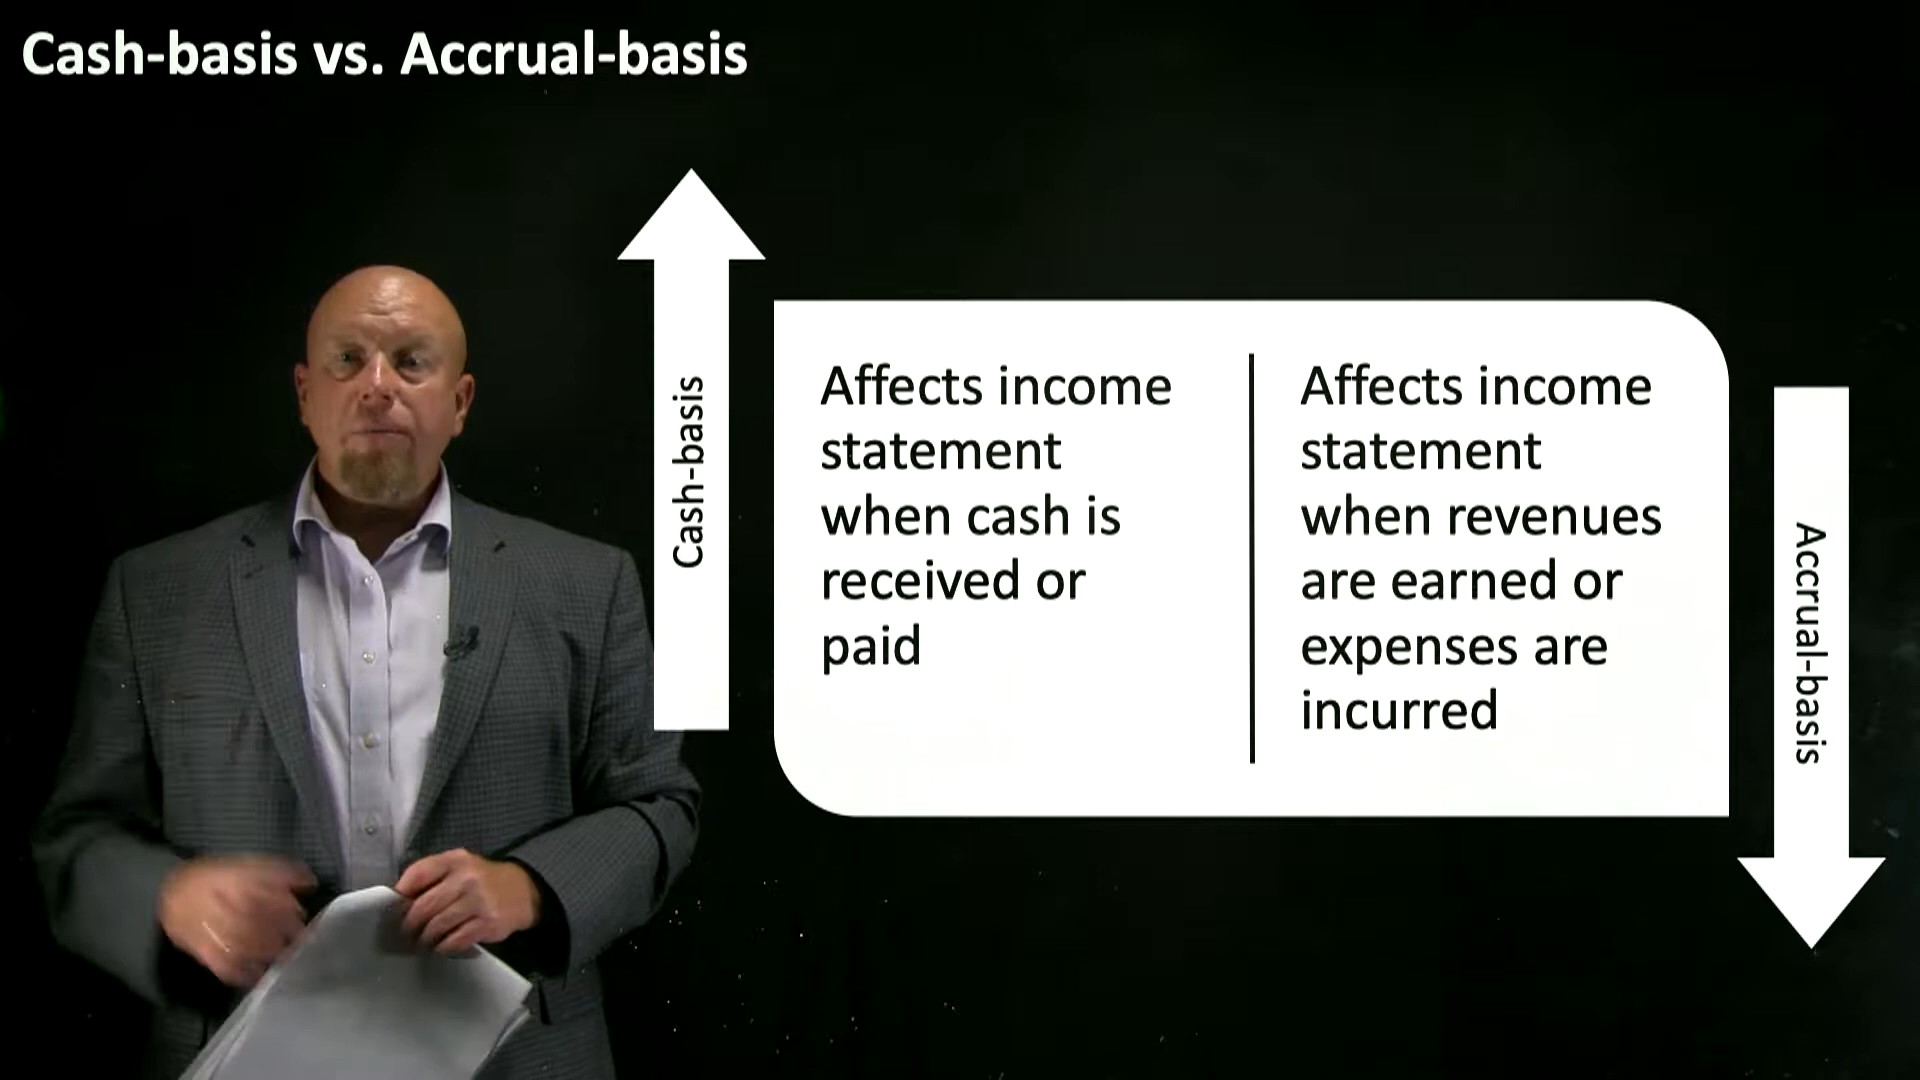 Cash-basis vs. Accrual-basis
Cash-basis
Affects income
statement
when cash is
received or
paid
Affects income
statement
when revenues
are earned or
expenses are
incurred
Accrual-basis